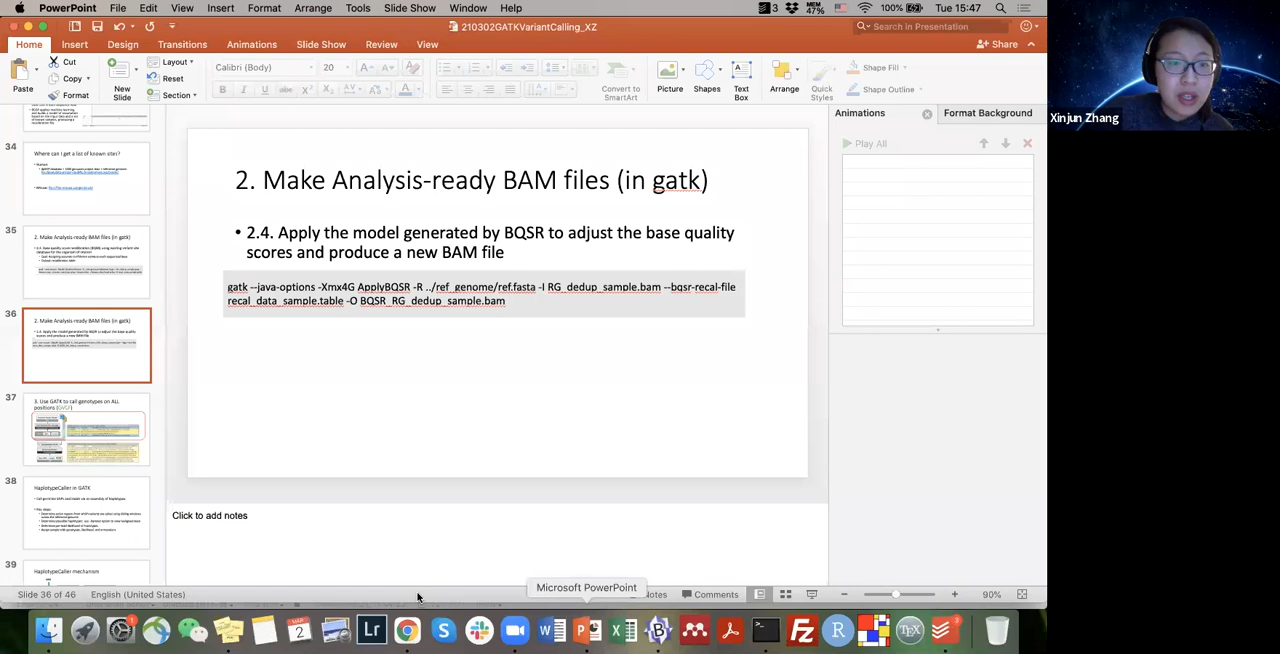 PowerPoint File Edit View Insert Format Arrange Tools Slide Show Window Help
3 MEM 47% 100% Tue 15:47
210302GATKVariantCalling_XZ
Search in Presentation
Home Insert Design Transitions Animations Slide Show Review View
Share
Paste
Cut
Copy
Format
New Slide
Layout
Reset
Section
Calibri (Body) 20
Convert to SmartArt
Picture
Shapes
Text Box
Arrange
Quick Styles
Shape Fill
Shape Outline
Xinjun Zhang
34
Where can I get a list of known sites?
35
2. Make Analysis-ready BAM files (in gatk)
36
2. Make Analysis-ready BAM files (in gatk)
37
3. Use GATK to call genotypes on ALL
positions (GVCF)
38
HaplotypeCaller in GATK
39
HaplotypeCaller mechanism
2. Make Analysis-ready BAM files (in gatk)
• 2.4. Apply the model generated by BQSR to adjust the base quality
scores and produce a new BAM file
gatk --java-options -Xmx4G ApplyBQSR -R ../ref_genome/ref.fasta -I RG_dedup_sample.bam --bqsr-recal-file
recal_data_sample.table -O BQSR_RG_dedup_sample.bam
Click to add notes
Animations
Format Background
Play All
Microsoft PowerPoint
Slide 36 of 46 English (United States)
Notes Comments 90%